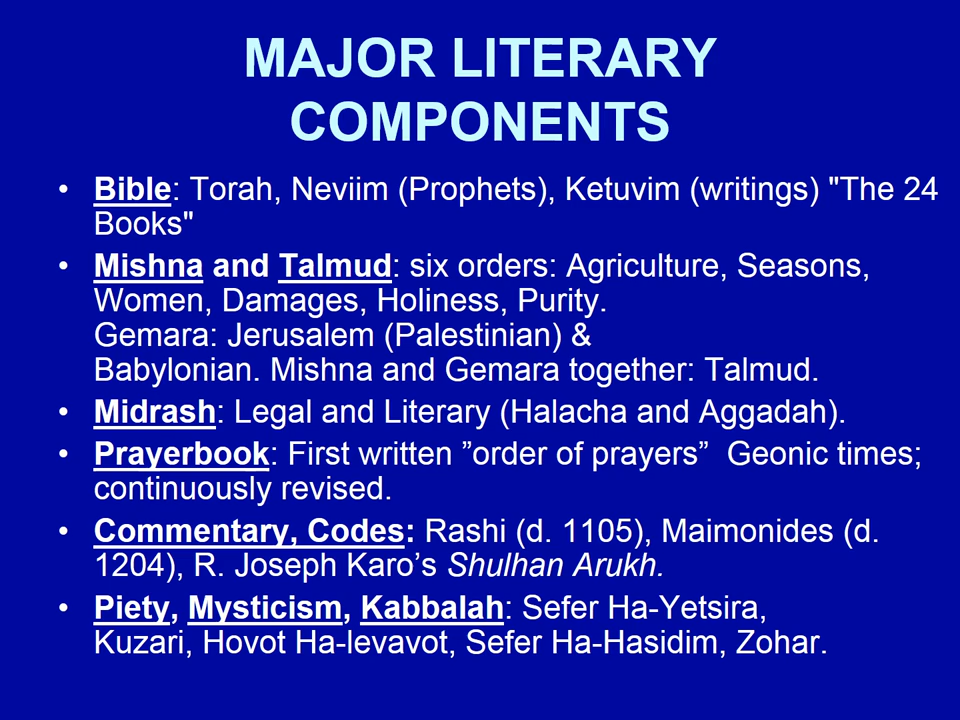 MAJOR LITERARY
COMPONENTS
• Bible: Torah, Neviim (Prophets), Ketuvim (writings) "The 24
Books"
• Mishna and Talmud: six orders: Agriculture, Seasons,
Women, Damages, Holiness, Purity.
Gemara: Jerusalem (Palestinian) &
Babylonian. Mishna and Gemara together: Talmud.
• Midrash: Legal and Literary (Halacha and Aggadah).
• Prayerbook: First written ”order of prayers”  Geonic times;
continuously revised.
• Commentary, Codes: Rashi (d. 1105), Maimonides (d.
1204), R. Joseph Karo’s Shulhan Arukh.
• Piety, Mysticism, Kabbalah: Sefer Ha-Yetsira,
Kuzari, Hovot Ha-levavot, Sefer Ha-Hasidim, Zohar.